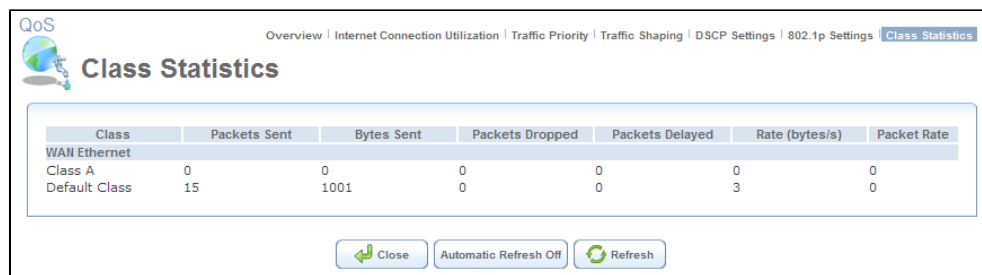 QoS
Overview | Internet Connection Utilization | Traffic Priority | Traffic Shaping | DSCP Settings | 802.1p Settings | Class Statistics
Class Statistics
Class Packets Sent Bytes Sent Packets Dropped Packets Delayed Rate (bytes/s) Packet Rate
WAN Ethernet
Class A 0 0 0 0 0 0
Default Class 15 1001 0 0 3 0
Close Automatic Refresh Off Refresh